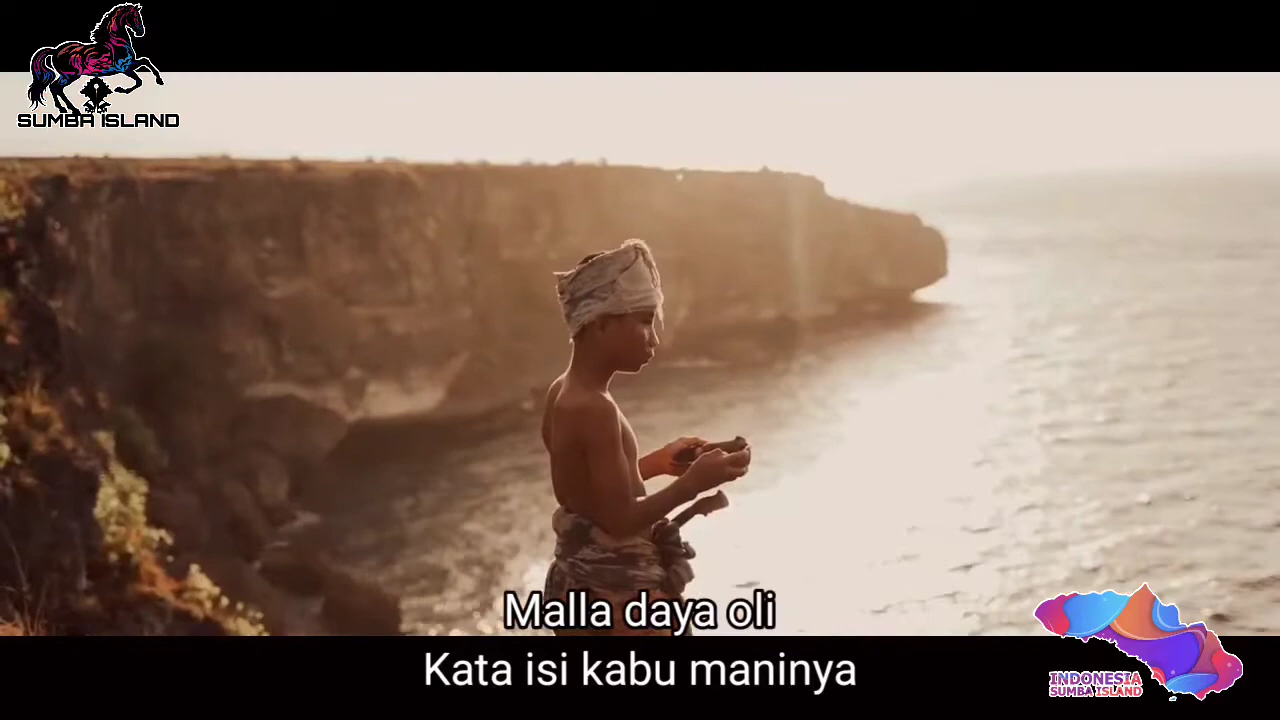 SUMBA ISLAND
Malla daya oli
Kata isi kabu maninya
INDONESIA
SUMBA ISLAND